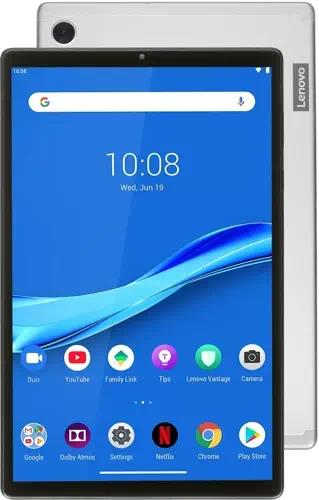 10:08
Lenovo
10:08
Wed, Jun 19
Duo
YouTube
Family Link
Tips
Lenovo Vantage
Camera
Google
Dolby Atmos
Settings
Netflix
Chrome
Play Store